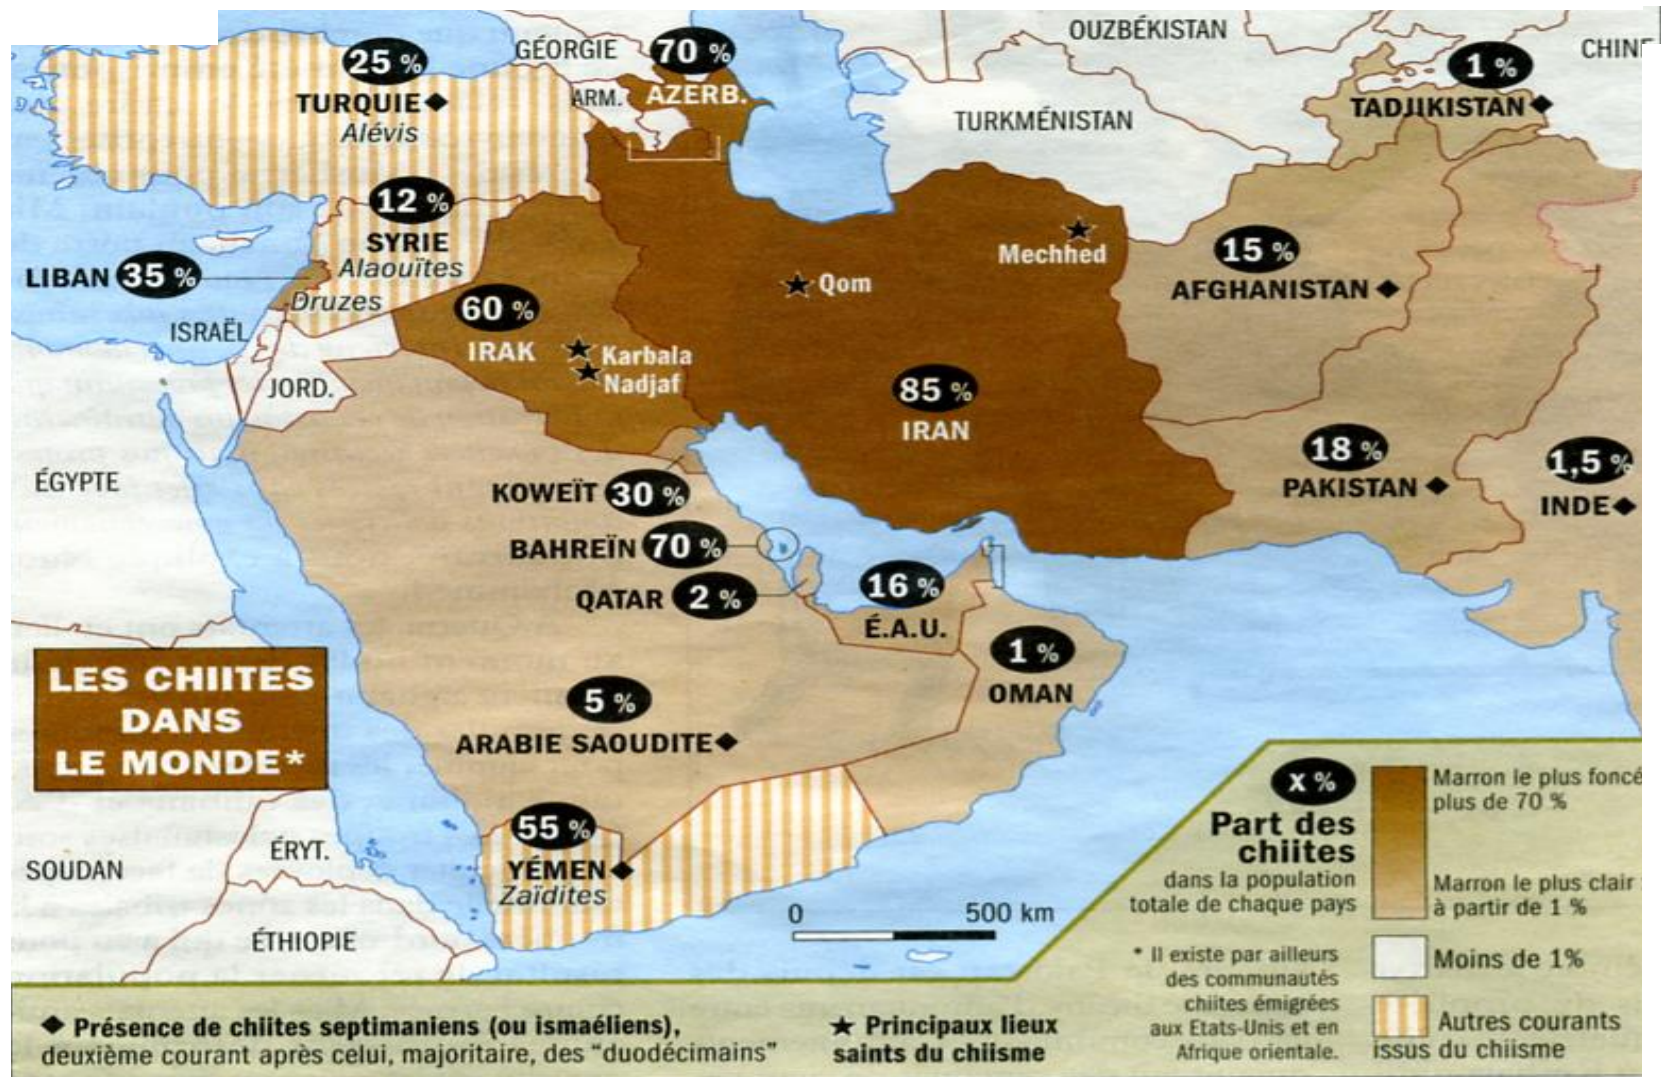 OUZBÉKISTAN
CHINE
GÉORGIE
70 %
25 %
1 %
ARM.
AZERB.
TURQUIE
Alévis
TURKMÉNISTAN
TADJIKISTAN
12 %
SYRIE
Alaouïtes
LIBAN 35 %
Druzes
ISRAËL
JORD.
60 %
IRAK
Karbala
Nadjaf
Mechhed
Qom
15 %
AFGHANISTAN
85 %
IRAN
18 %
PAKISTAN
1,5 %
INDE
ÉGYPTE
KOWEÏT 30 %
BAHREÏN 70 %
QATAR 2 %
16 %
É.A.U.
1 %
OMAN
5 %
ARABIE SAOUDITE
LES CHIITES
DANS
LE MONDE*
55 %
YÉMEN
Zaïdites
SOUDAN
ÉRYT.
ÉTHIOPIE
0 500 km
x %
Part des
chiites
dans la population
totale de chaque pays
* Il existe par ailleurs
des communautés
chiites émigrées
aux Etats-Unis et en
Afrique orientale.
Marron le plus foncé
plus de 70 %
Marron le plus clair :
à partir de 1 %
Moins de 1%
Autres courants
issus du chiisme
◆ Présence de chiites septimaniens (ou ismaéliens),
deuxième courant après celui, majoritaire, des "duodécimains"
★ Principaux lieux
saints du chiisme